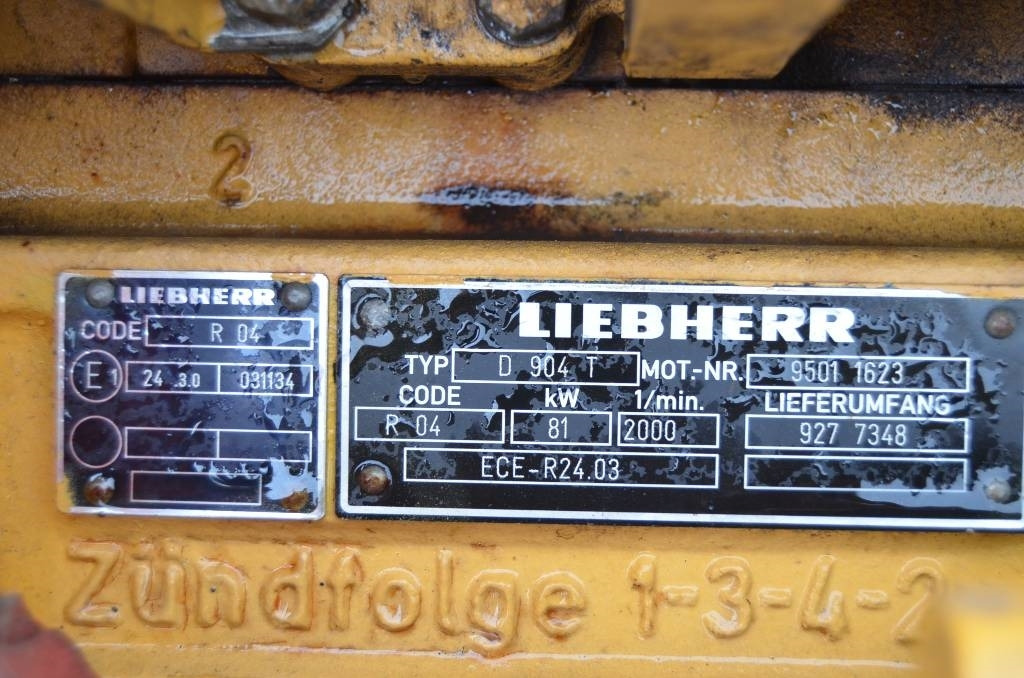 2
LIEBHERR
CODE R 04
E1 24 .3.0 031134
LIEBHERR
TYP D 904 T MOT-NR. 9501 1623
CODE kW 1/min. LIEFERUMFANG
R 04 81 2000 927 7348
ECE-R24.03
Zündfolge 1-3-4-2